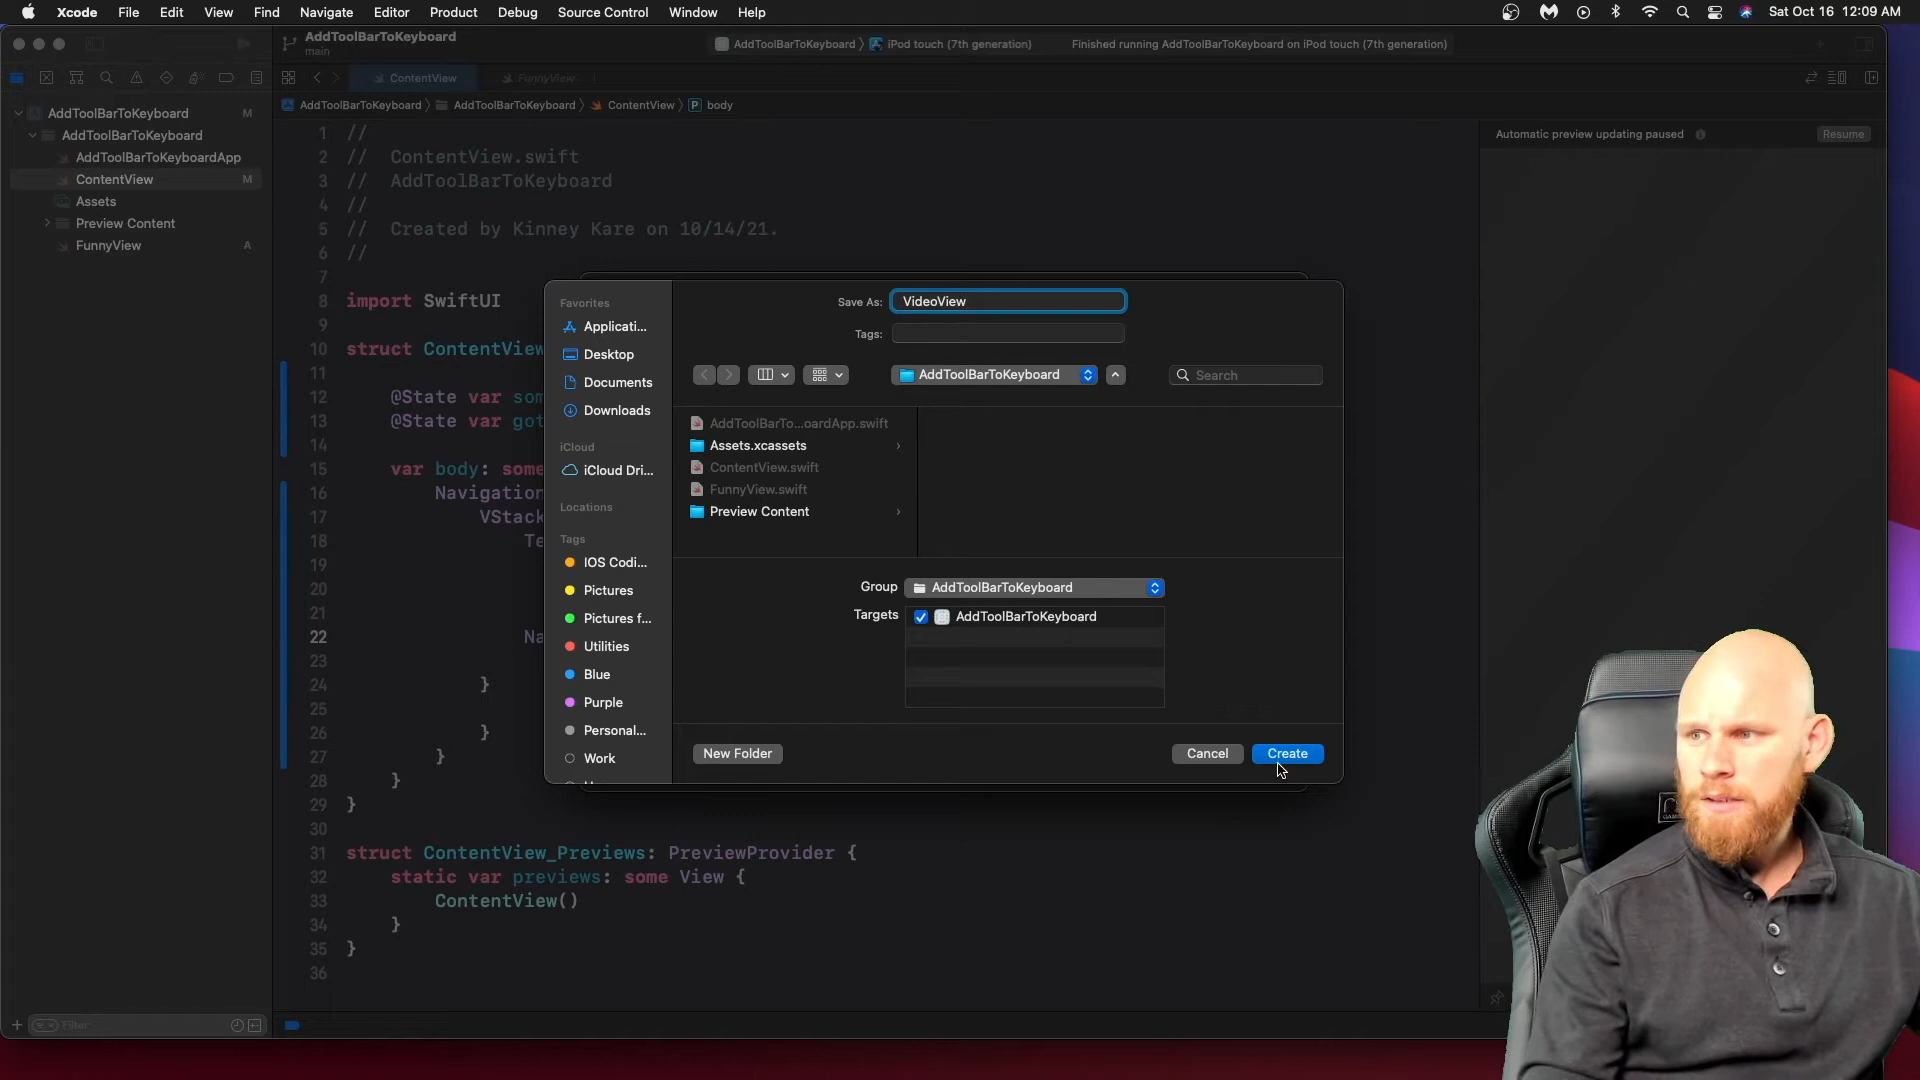 Xcode File Edit View Find Navigate Editor Product Debug Source Control Window Help Sat Oct 16 12:09 AM
AddToolBarToKeyboard
main
AddToolBarToKeyboard iPod touch (7th generation) Finished running AddToolBarToKeyboard on iPod touch (7th generation)
ContentView FunnyView
AddToolBarToKeyboard AddToolBarToKeyboard ContentView P body
AddToolBarToKeyboard M
AddToolBarToKeyboard
AddToolBarToKeyboardApp
ContentView M
Assets
Preview Content
FunnyView A
Filter
1 //
2 // ContentView.swift
3 // AddToolBarToKeyboard
4 //
5 // Created by Kinney Kare on 10/14/21.
6 //
7
8 import SwiftUI
9
10 struct ContentView
11
12 @State var som
13 @State var got
14
15 var body: some
16 Navigation
17 VStack
18 Te
19
20
21
22 Na
23
24 }
25
26 }
27 }
28 }
29 }
30
31 struct ContentView_Previews: PreviewProvider {
32 static var previews: some View {
33 ContentView()
34 }
35 }
36
Automatic preview updating paused Resume
Favorites
Applicati...
Desktop
Documents
Downloads
iCloud
iCloud Dri...
Locations
Tags
IOS Codi...
Pictures
Pictures f...
Utilities
Blue
Purple
Personal...
Work
Save As: VideoView
Tags:
AddToolBarToKeyboard Search
AddToolBarTo...oardApp.swift
Assets.xcassets
ContentView.swift
FunnyView.swift
Preview Content
Group AddToolBarToKeyboard
Targets AddToolBarToKeyboard
New Folder Cancel Create